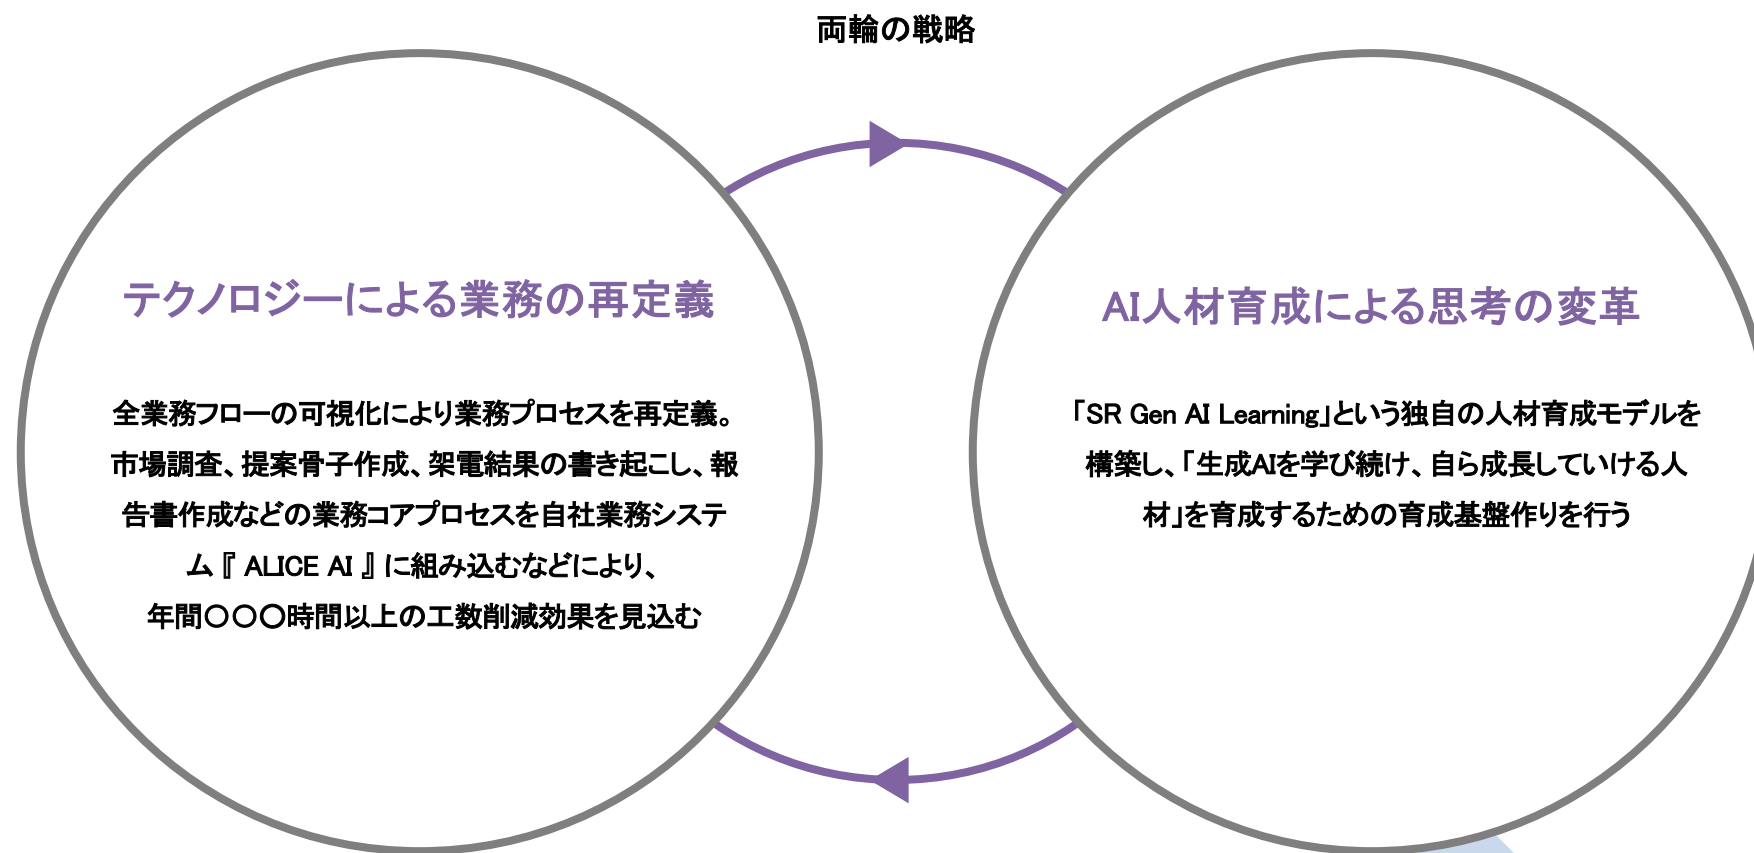 両輪の戦略
テクノロジーによる業務の再定義
全業務フローの可視化により業務プロセスを再定義。
市場調査、提案骨子作成、架電結果の書き起こし、報
告書作成などの業務コアプロセスを自社業務システ
ム『 ALICE AI 』に組み込むなどにより、
年間〇〇〇時間以上の工数削減効果を見込む
AI人材育成による思考の変革
「SR Gen AI Learning」という独自の人材育成モデルを
構築し、「生成AIを学び続け、自ら成長していける人
材」を育成するための育成基盤作りを行う